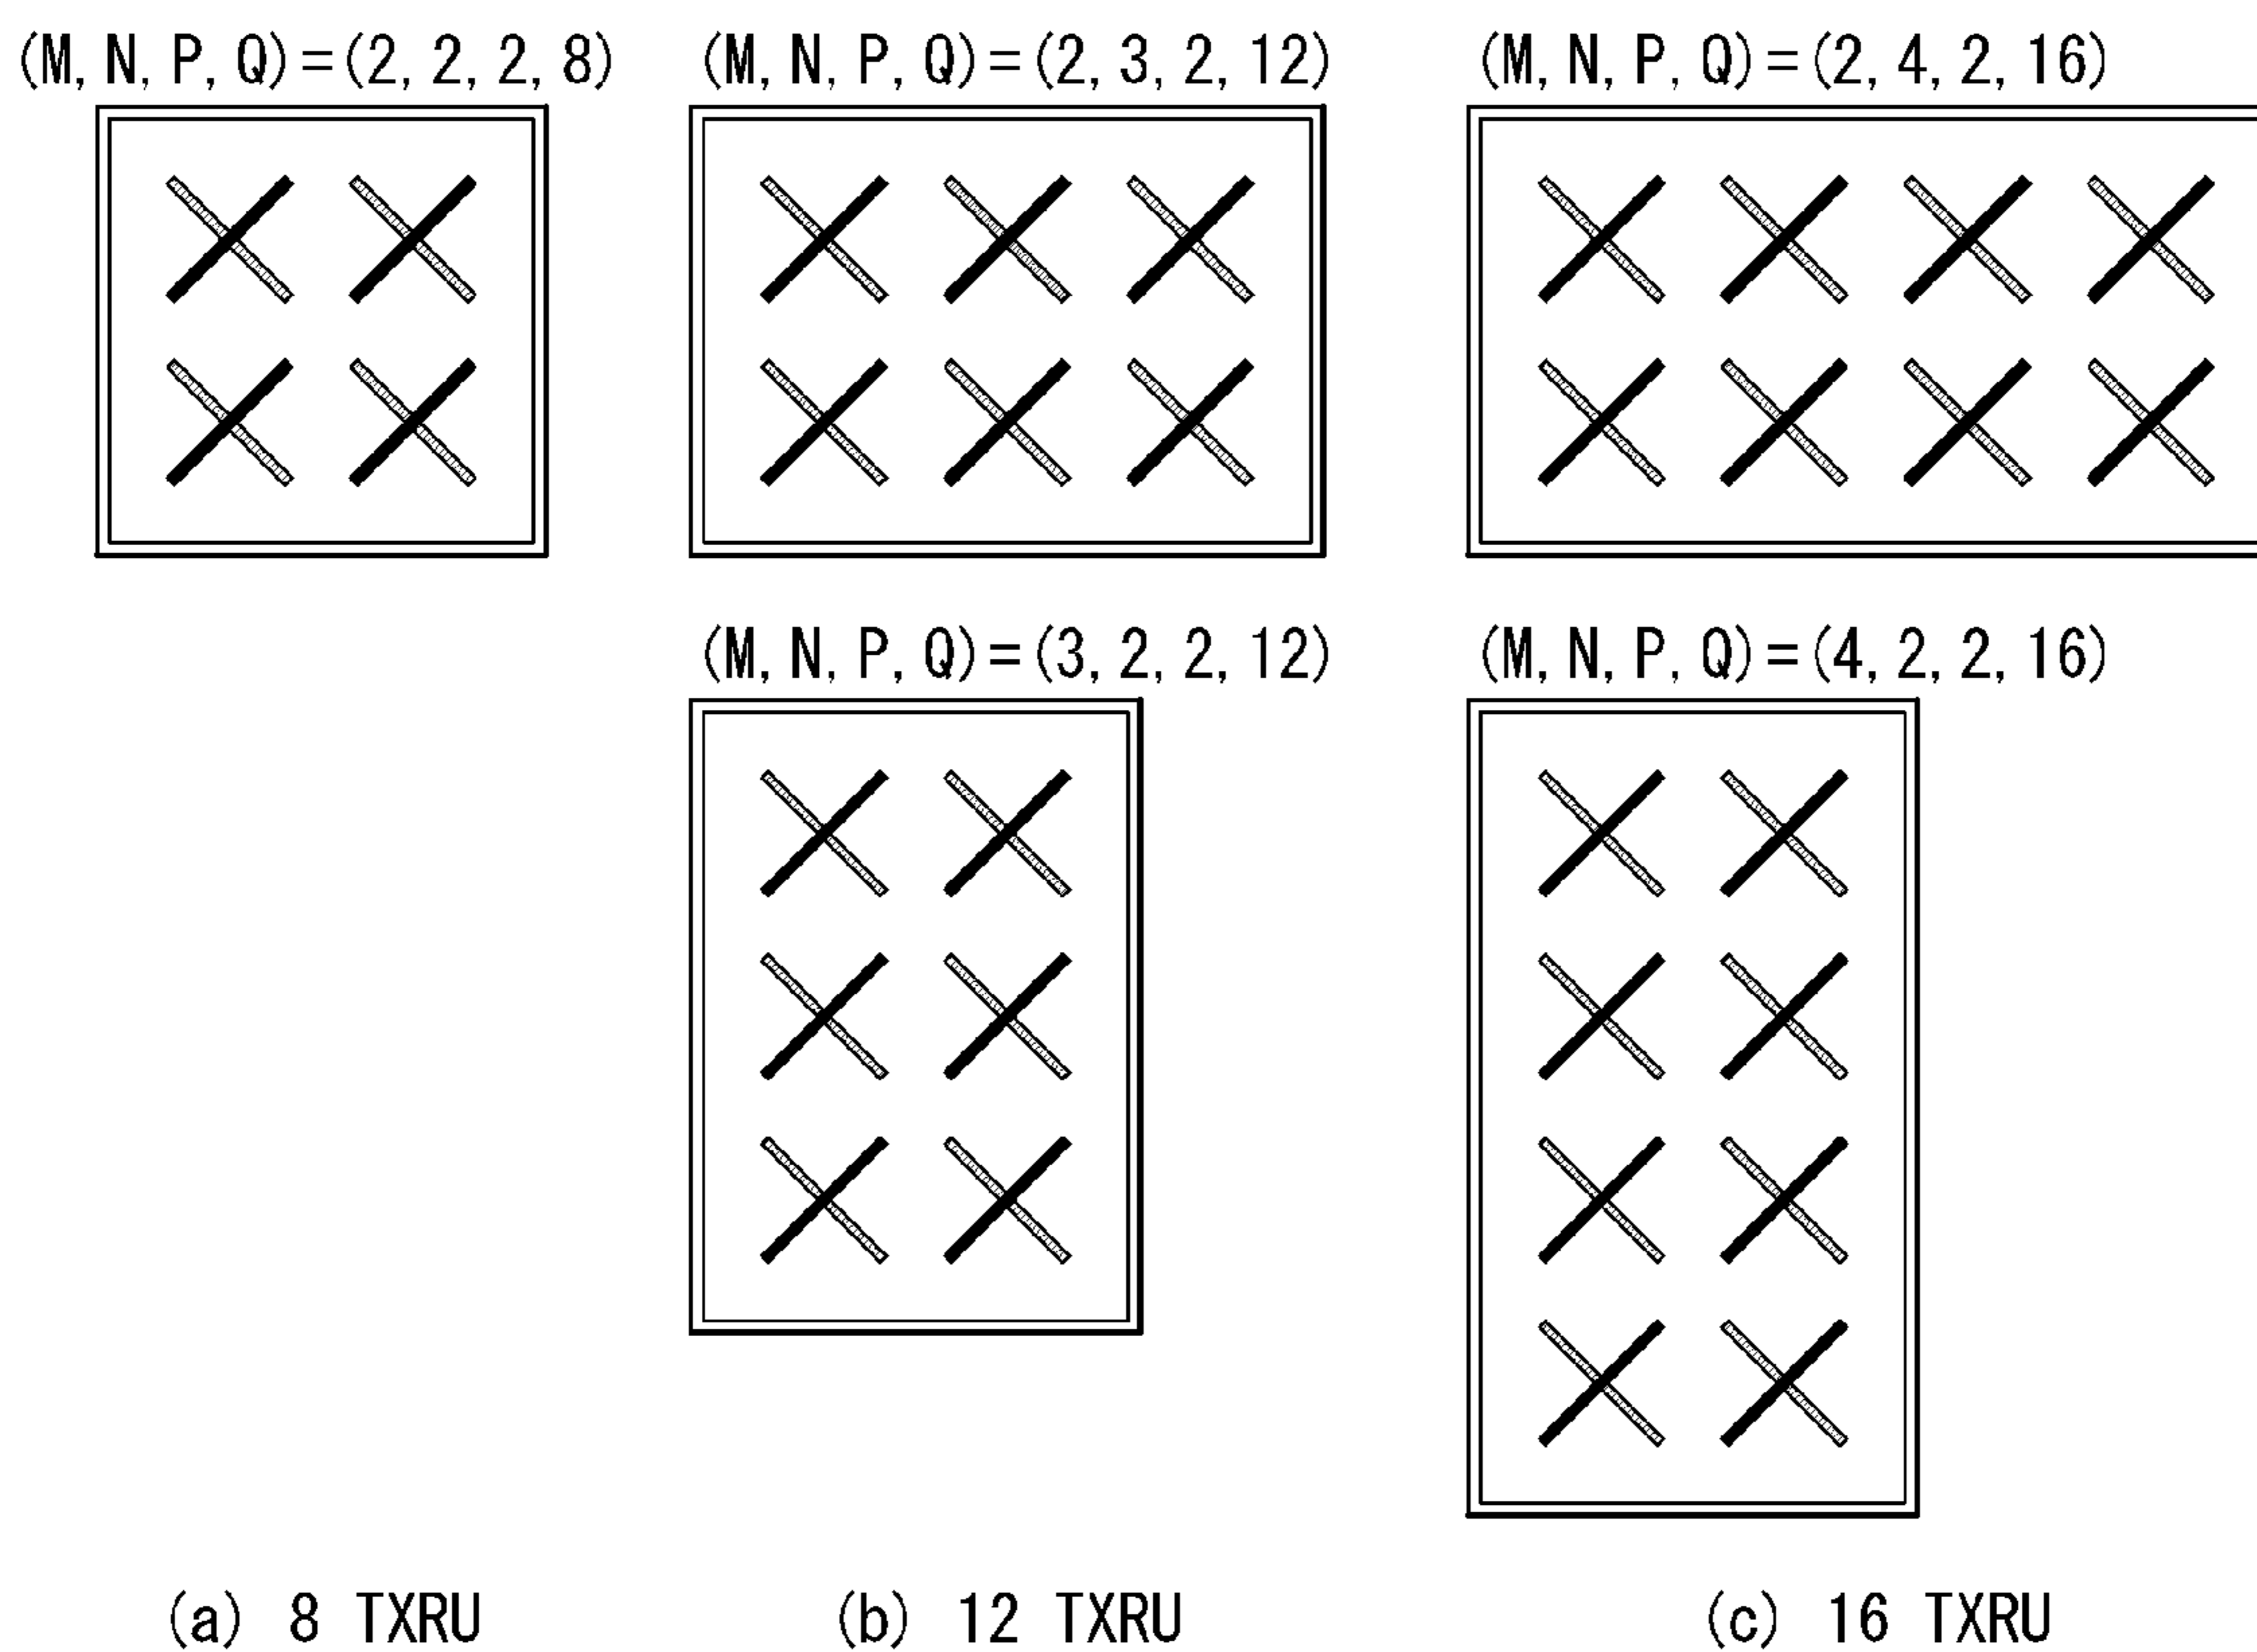 (M, N, P, Q)=(2, 2, 2, 8)
(M, N, P, Q)=(2, 3, 2, 12)
(M, N, P, Q)=(2, 4, 2, 16)
(M, N, P, Q)=(3, 2, 2, 12)
(M, N, P, Q)=(4, 2, 2, 16)
(a) 8 TXRU
(b) 12 TXRU
(c) 16 TXRU